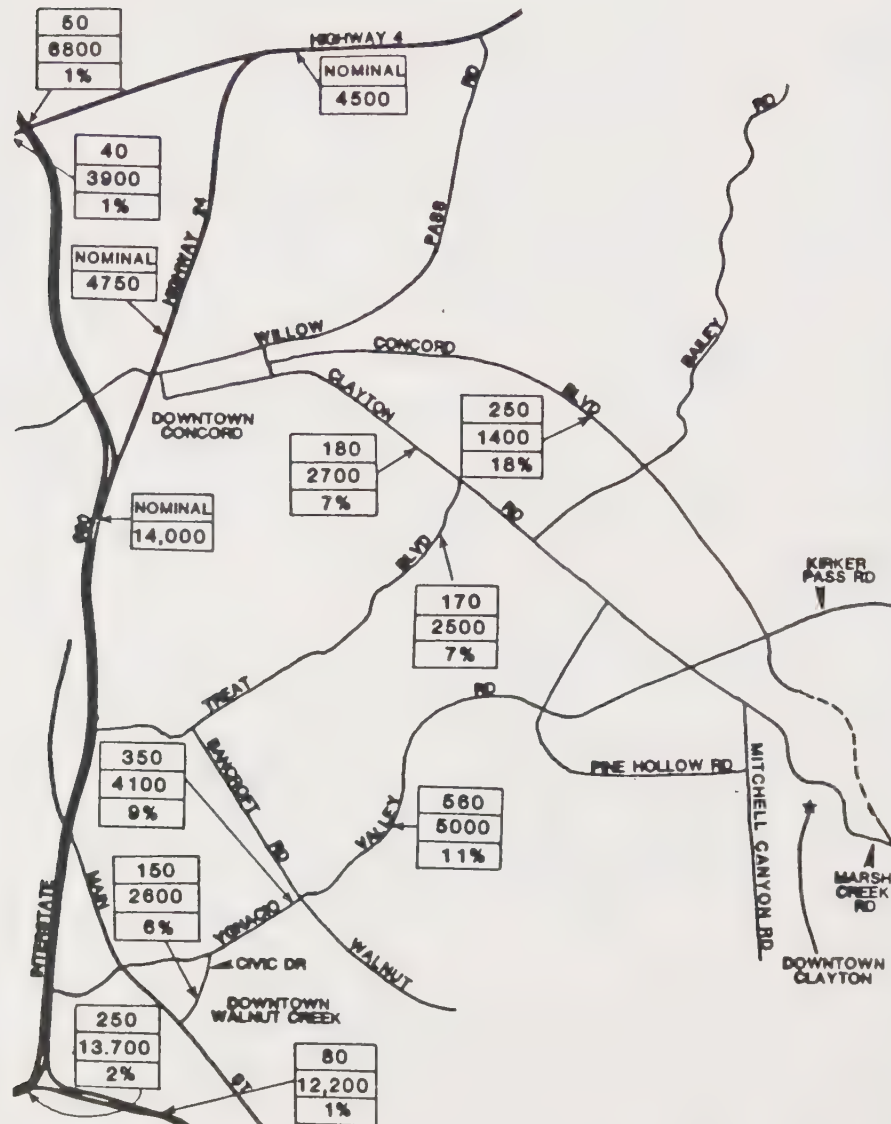 50
6800
1%
HIGHWAY 4
NOMINAL
4500
RD
RD
40
3900
1%
HIGHWAY 24
PASS
NOMINAL
4750
WILLOW
CONCORD
BAILEY
CLAYTON
BLVD
DOWNTOWN
CONCORD
250
1400
18%
180
2700
7%
RD
NOMINAL
14,000
680
BLVD
KIRKER
PASS RD
170
2500
7%
TREAT
RD
BANCROFT
350
4100
9%
PINE HOLLOW RD
MITCHELL CANYON RD
VALLEY
560
5000
11%
RD
150
2600
6%
MAIN
MARSH
CREEK
RD
INTERSTATE
YGNACIO
WALNUT
CIVIC DR
DOWNTOWN
CLAYTON
DOWNTOWN
WALNUT CREEK
250
13.700
2%
80
12,200
1%
ST